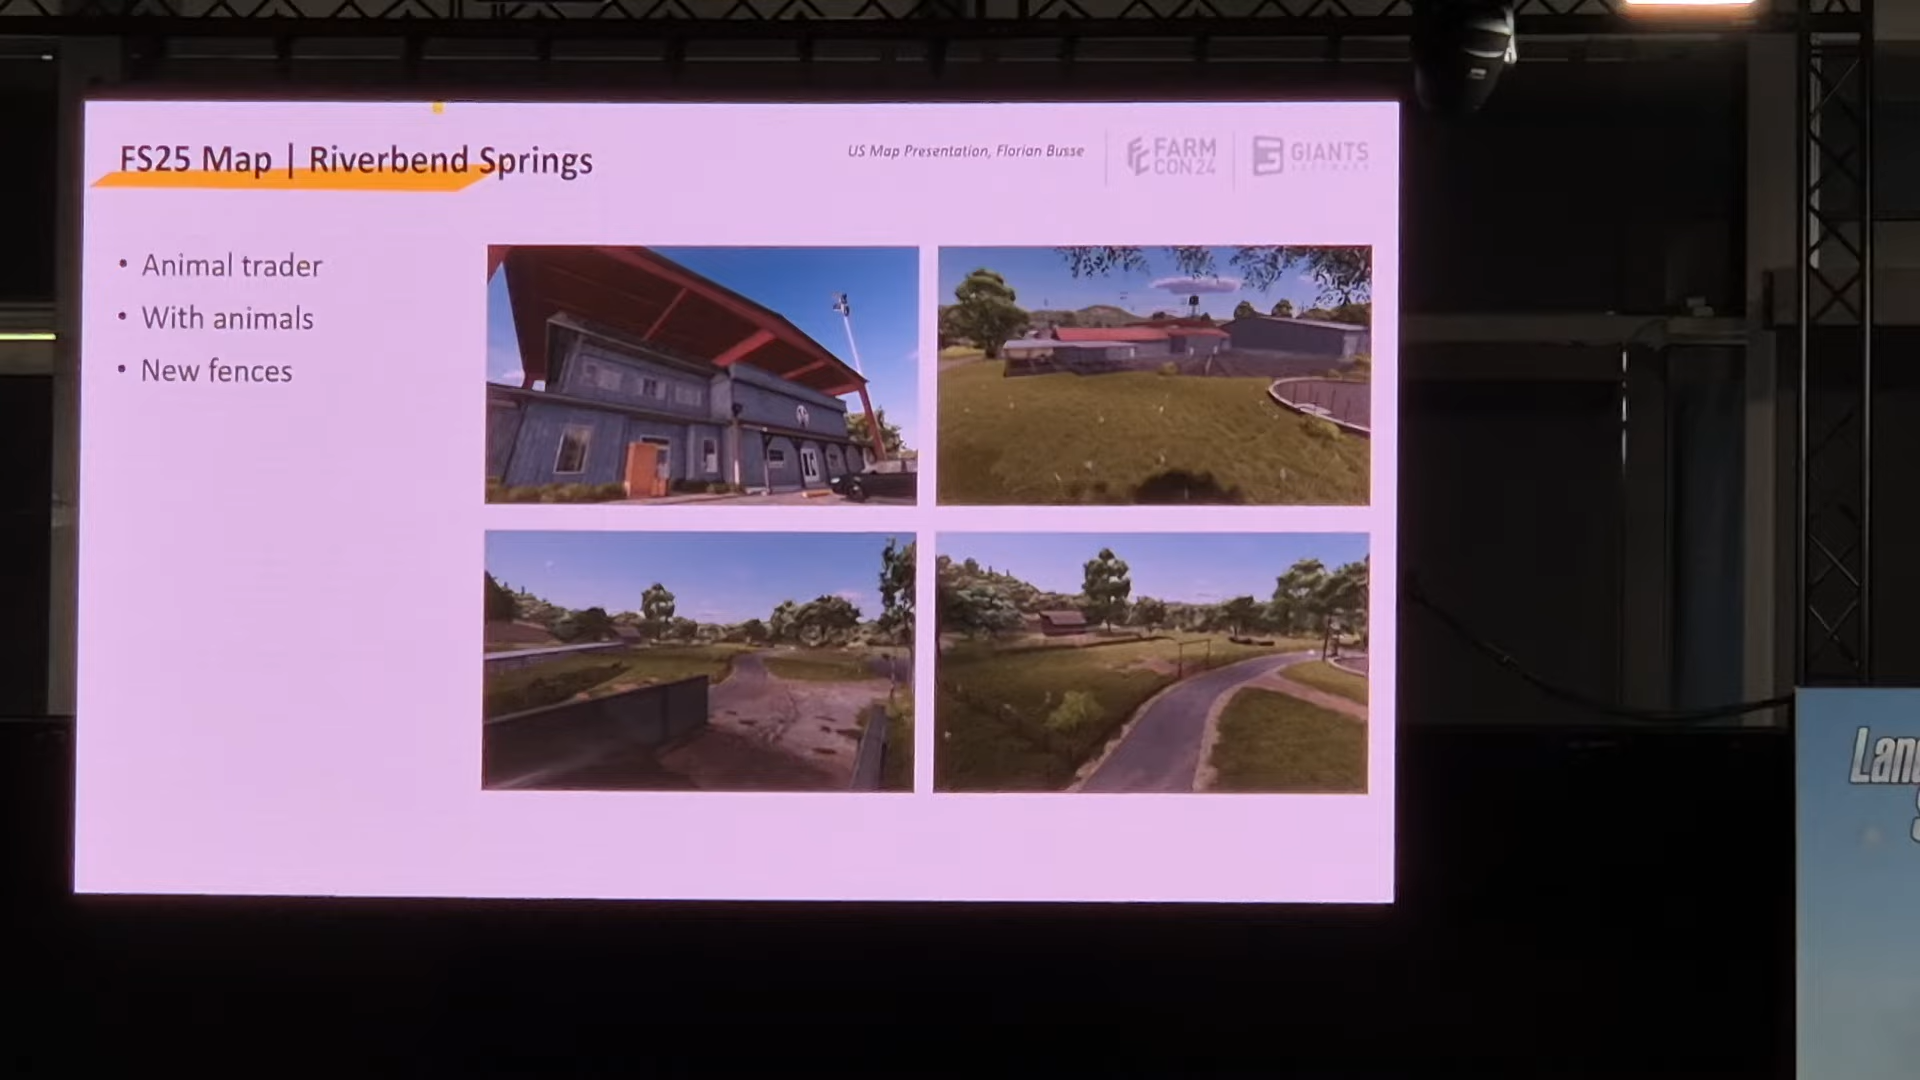 FS25 Map | Riverbend Springs
US Map Presentation, Florian Busse
FARM
CON 24
GIANTS
SOFTWARE
• Animal trader
• With animals
• New fences
Lan